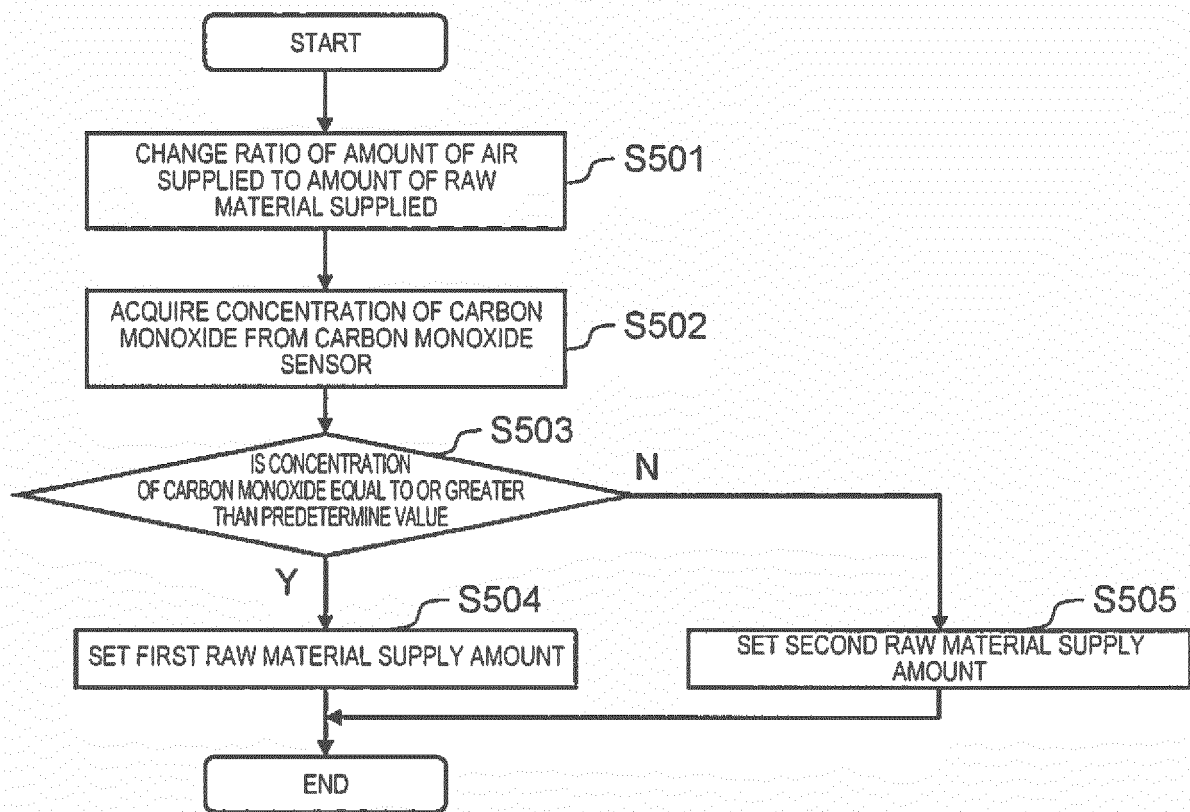 START
CHANGE RATIO OF AMOUNT OF AIR
SUPPLIED TO AMOUNT OF RAW
MATERIAL SUPPLIED
S501
ACQUIRE CONCENTRATION OF CARBON
MONOXIDE FROM CARBON MONOXIDE
SENSOR
S502
S503
IS CONCENTRATION
OF CARBON MONOXIDE EQUAL TO OR GREATER
THAN PREDETERMINE VALUE
N
Y
S504
SET FIRST RAW MATERIAL SUPPLY AMOUNT
S505
SET SECOND RAW MATERIAL SUPPLY
AMOUNT
END